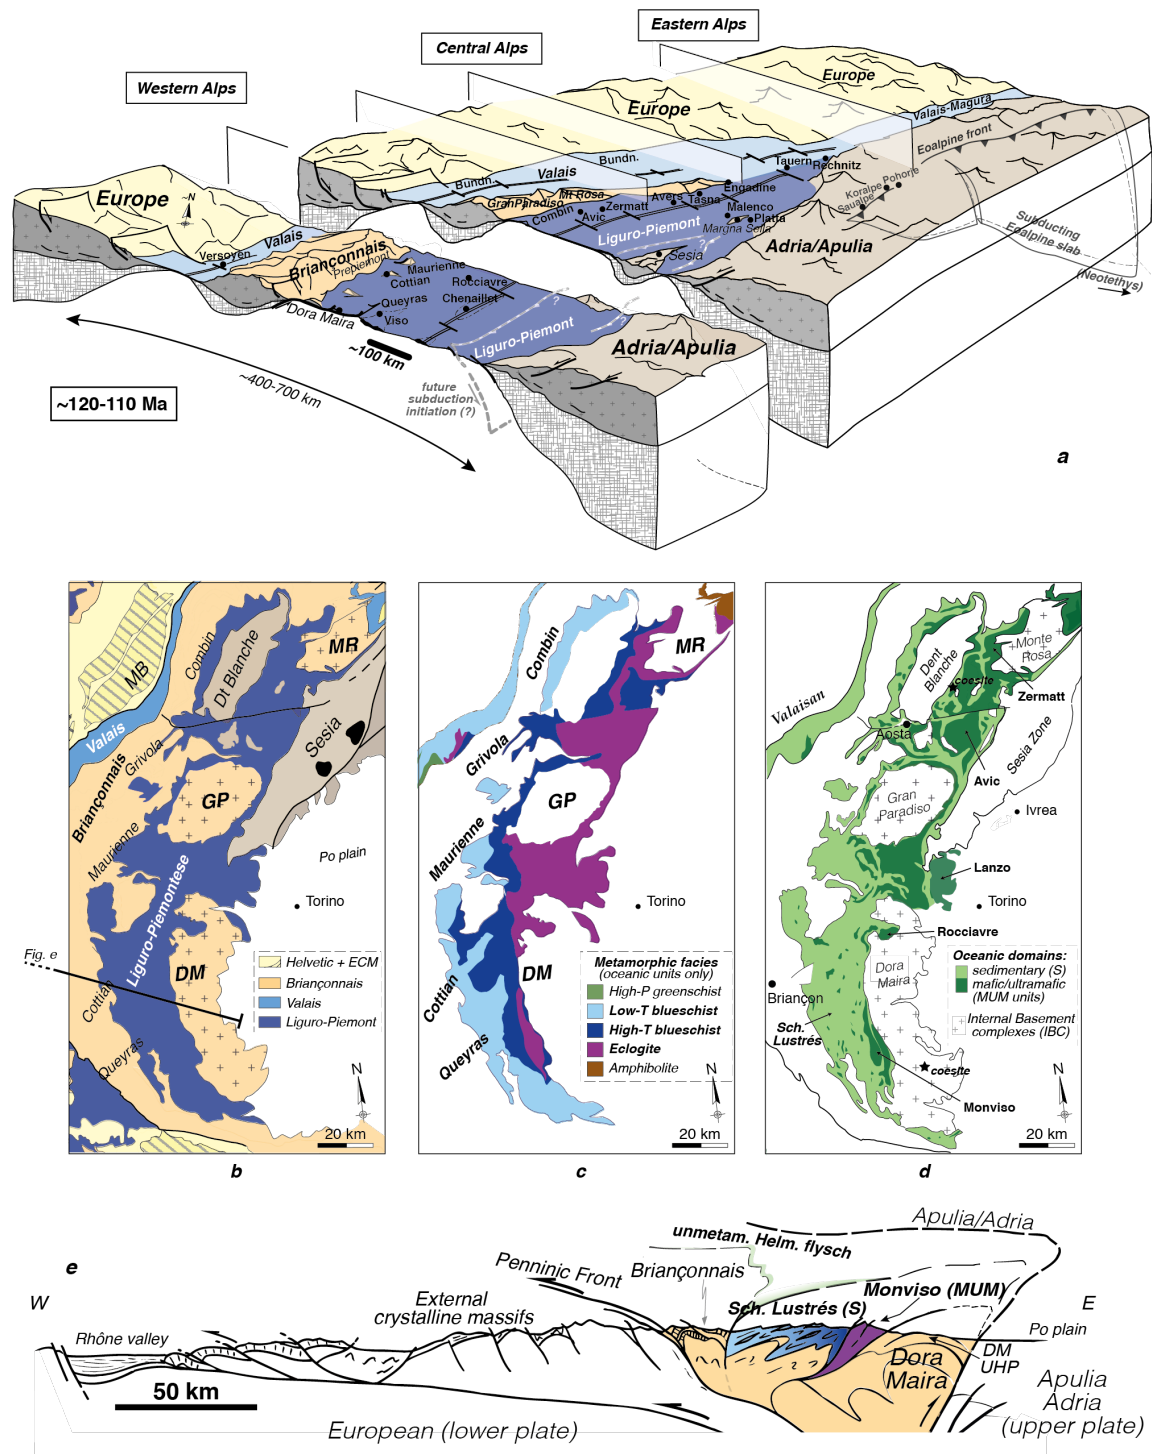 Eastern Alps
Central Alps
Western Alps
Europe
Europe
Valais-Magura
Eoalpine front
Bundn.
Tauern
Rechnitz
Valais
Bundn.
Engadine
Koralpe
Pohorje
Saualpe
Mt Rosa
GranParadiso
Avers
Tasna
Zermatt
Malenco
Combin
Avic
Platta
Margna Sella
Liguro-Piemont
?
Sesia
Adria/Apulia
Subducting
Eoalpine slab
(Neotethys)
Europe
~N
Valais
Versoyen
Briançonnais
Prepiemont
Maurienne
Cottian
Rocciavre
Queyras
Chenaillet
?
Dora Maira
Viso
Liguro-Piemont
?
Adria/Apulia
~100 km
~400-700 km
future
subduction
initiation (?)
~120-110 Ma
a
MB
Combin
Dt Blanche
MR
Valais
Grivola
Sesia
Briançonnais
GP
Maurienne
Po plain
Liguro-Piemontese
Torino
Fig. e
DM
Cottian
Queyras
Helvetic + ECM
Briançonnais
Valais
Liguro-Piemont
N
20 km
b
Combin
MR
Grivola
GP
Maurienne
Torino
DM
Cottian
Queyras
Metamorphic facies
(oceanic units only)
High-P greenschist
Low-T blueschist
High-T blueschist
Eclogite
Amphibolite
N
20 km
c
Dent
Blanche
Monte
Rosa
coesite
Zermatt
Valaisan
Aosta
Sesia Zone
Avic
Gran
Paradiso
Ivrea
Lanzo
Torino
Rocciavre
Dora
Maira
Briançon
Sch.
Lustrés
Oceanic domains:
sedimentary (S)
mafic/ultramafic
(MUM units)
Internal Basement
complexes (IBC)
coesite
Monviso
N
20 km
d
e
Apulia/Adria
unmetam. Helm. flysch
Penninic Front
Briançonnais
Monviso (MUM)
W
External
crystalline massifs
Sch. Lustrés (S)
E
Rhône valley
Po plain
DM
UHP
Dora
Maira
50 km
Apulia
Adria
(upper plate)
European (lower plate)